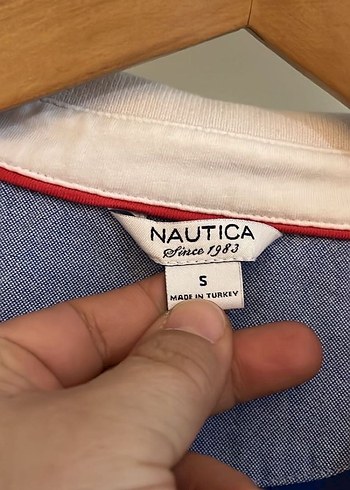 NAUTICA
Since 1983
S
MADE IN TURKEY